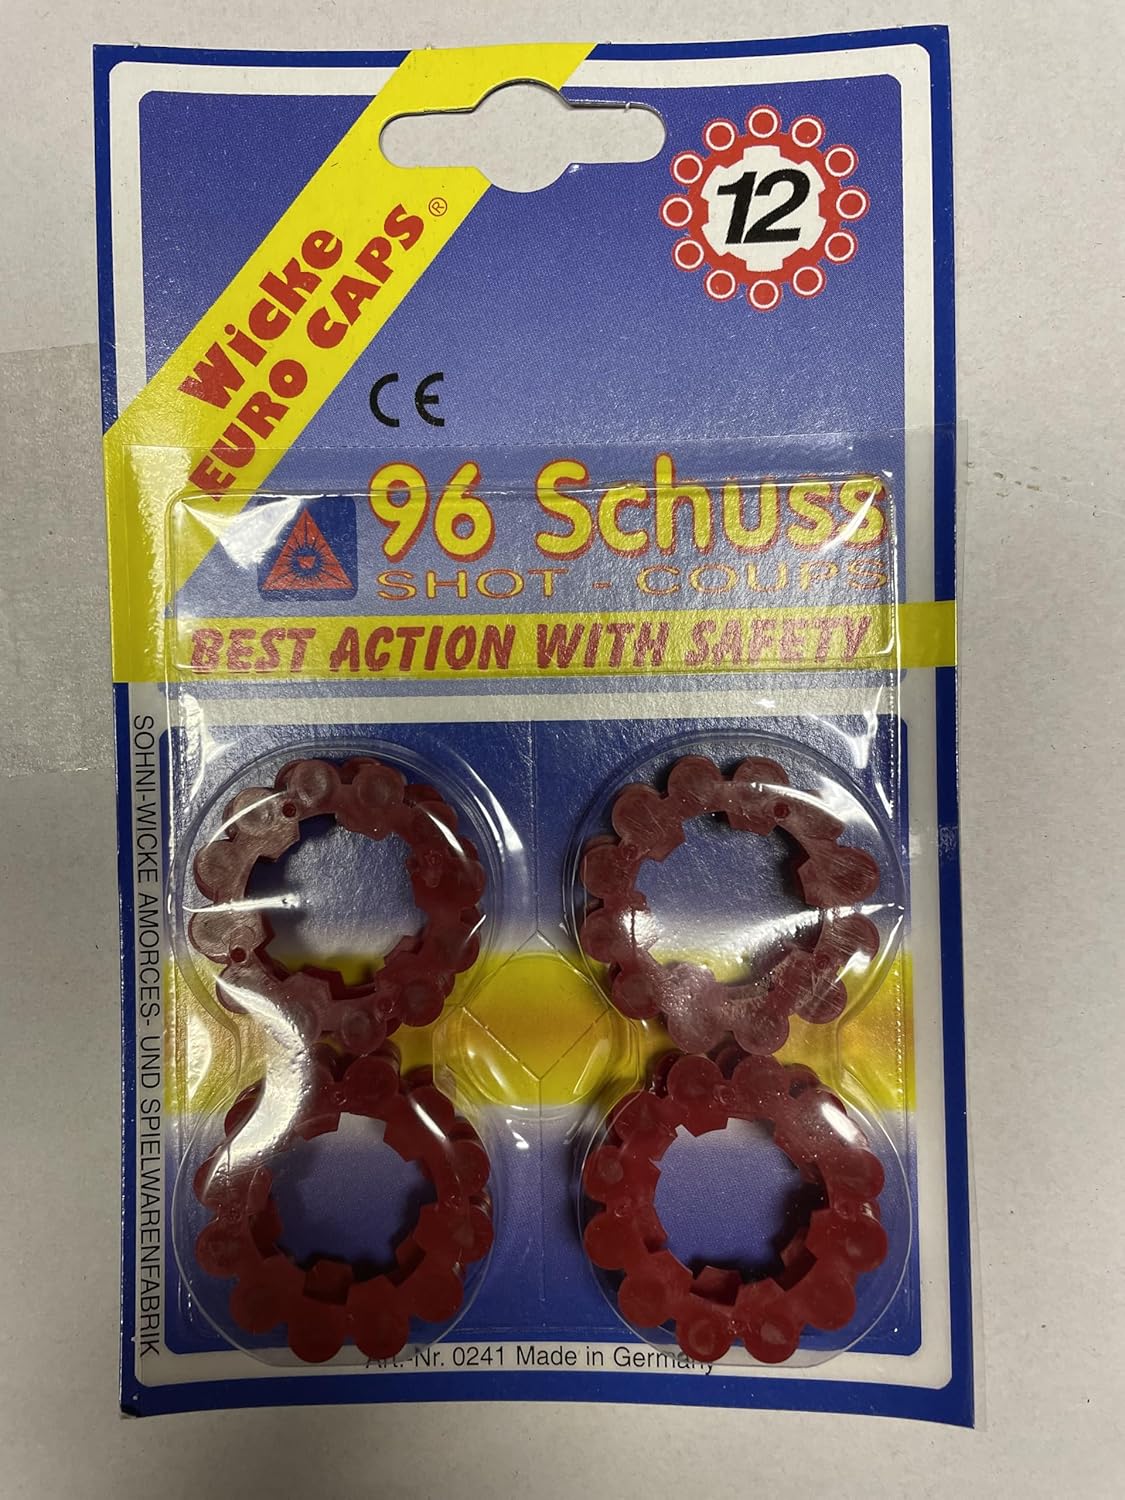 Wicke
EURO CAPS®
12
CE
96 Schuss
SHOT - COUPS
BEST ACTION WITH SAFETY
SOHNI-WICKE AMORCES- UND SPIELWARENFABRIK
Art.-Nr. 0241 Made in Germany